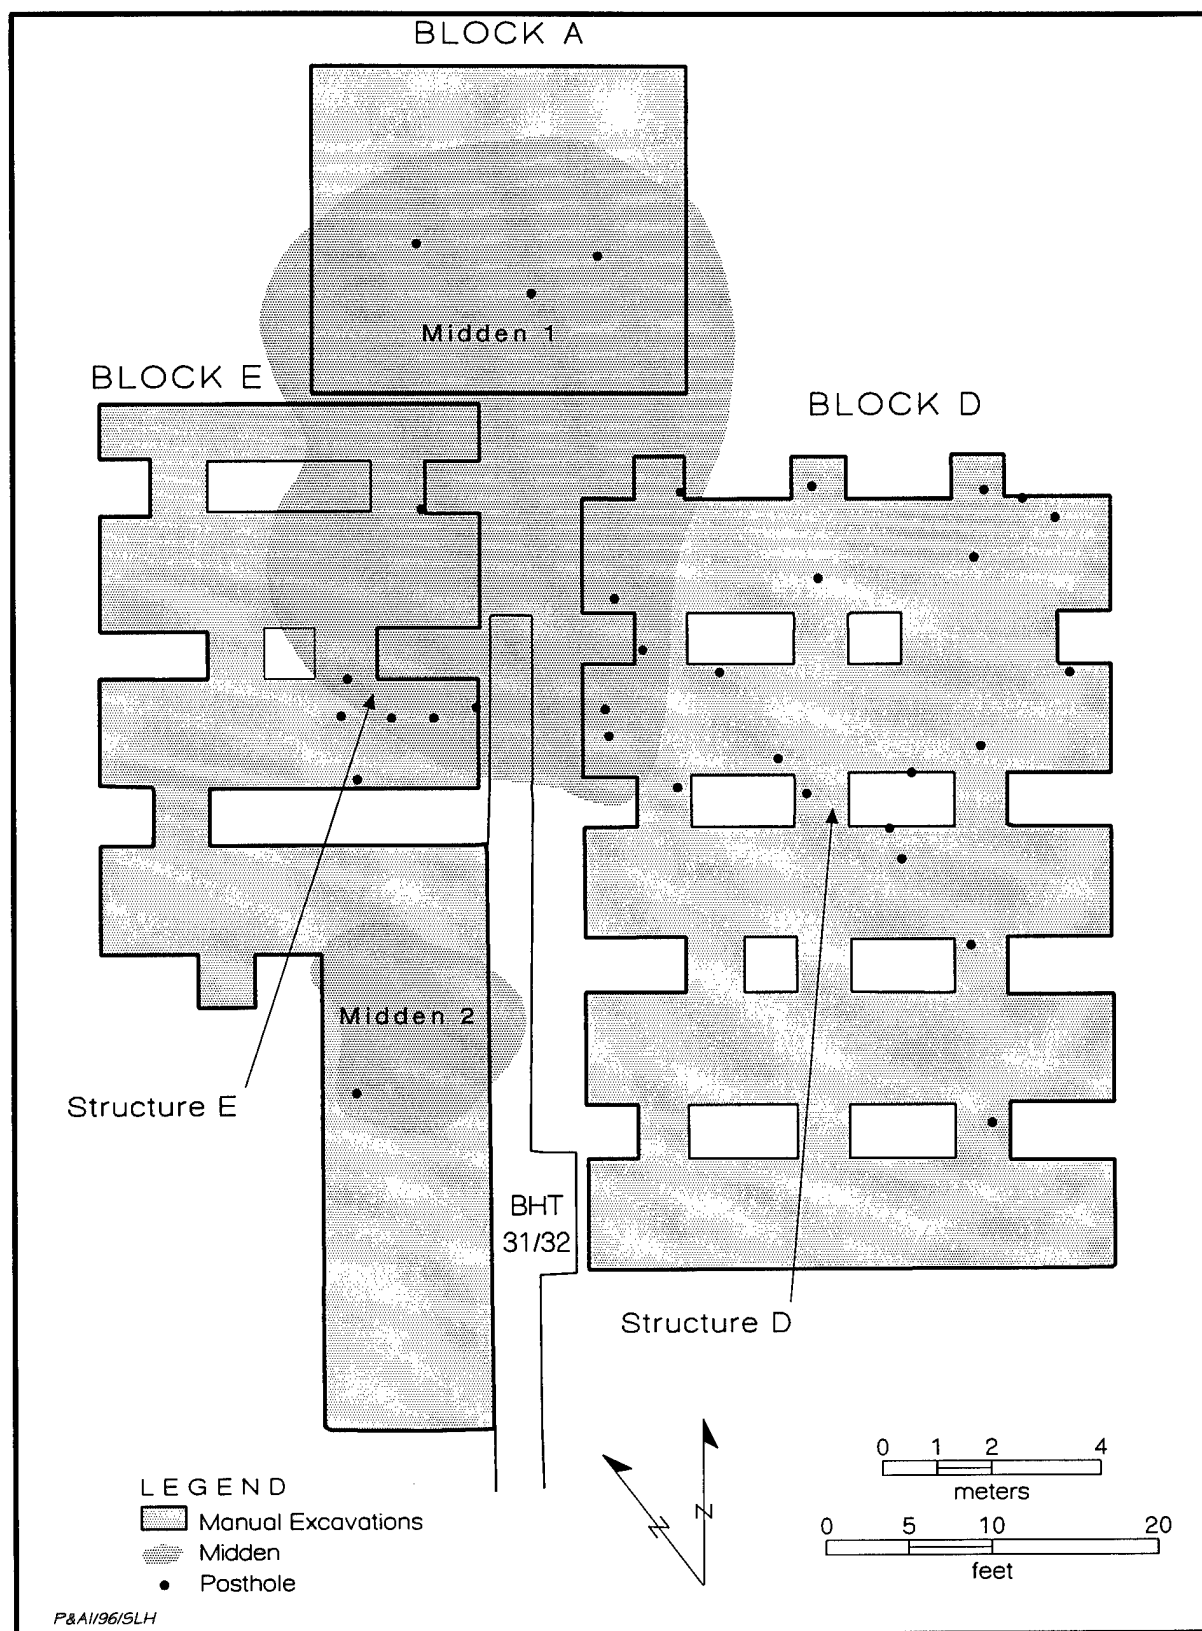 BLOCK A
Midden 1
BLOCK E
BLOCK D
Midden 2
Structure E
BHT
31/32
Structure D
N
N
0 1 2 4
meters
0 5 10 20
feet
LEGEND
Manual Excavations
Midden
Posthole
P&AI/96/SLH